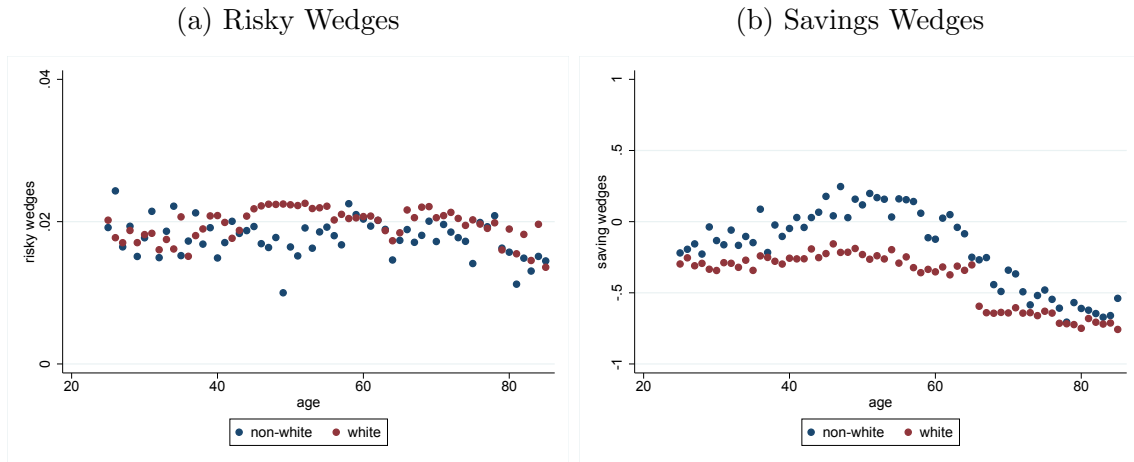 (a) Risky Wedges
(b) Savings Wedges
risky wedges
.04
.02
0
20 40 60 80
age
non-white white
saving wedges
1
.5
0
-.5
-1
20 40 60 80
age
non-white white